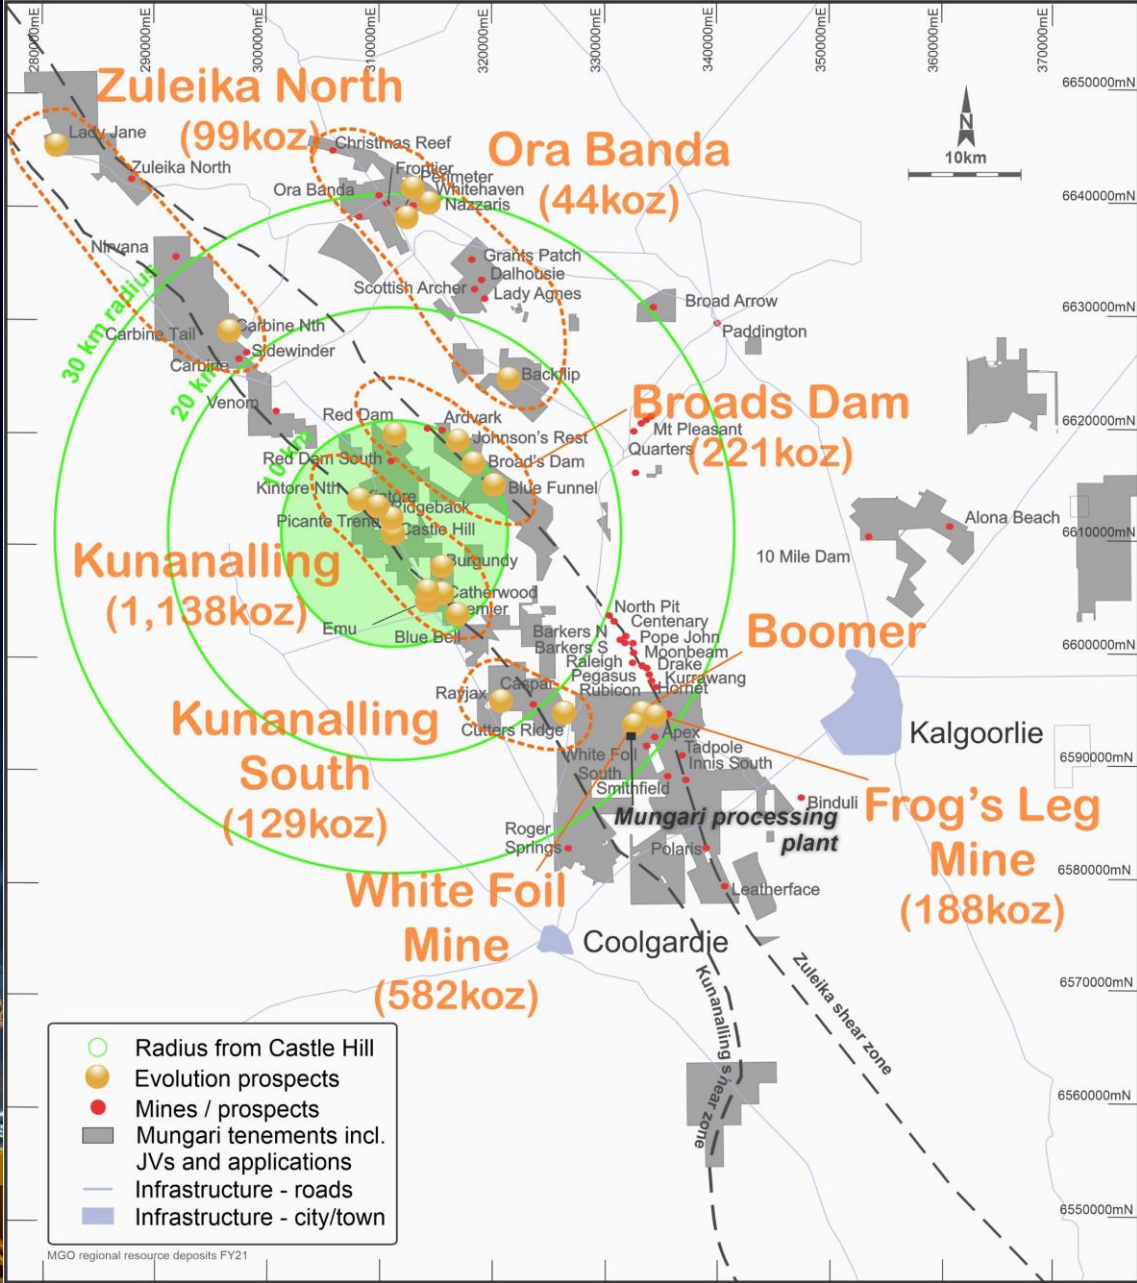 280000mE
290000mE
300000mE
310000mE
320000mE
330000mE
340000mE
350000mE
360000mE
370000mE
6650000mN
6640000mN
6630000mN
6620000mN
6610000mN
6600000mN
6590000mN
6580000mN
6570000mN
6560000mN
6550000mN
N
10km
Zuleika North
(99koz)
Lady Jane
Zuleika North
Nirvana
Carbine Tail
Carbine Nth
Sidewinder
Carbine
Venom
Christmas Reef
Frontier
Perimeter
Ora Banda
Whitehaven
Nazzaris
Ora Banda
(44koz)
Grants Patch
Dalhousie
Scottish Archer
Lady Agnes
Broad Arrow
Paddington
Backflip
30 km radius
20 km
10 km
Broads Dam
(221koz)
Red Dam
Ardvark
Johnson's Rest
Red Dam South
Broad's Dam
Blue Funnel
Mt Pleasant
Quarters
Kintore Nth
Kintore
Ridgeback
Picante Trend
Castle Hill
Burgundy
Catherwood
Premier
Emu
Blue Bell
Kunanalling
(1,138koz)
Alona Beach
10 Mile Dam
North Pit
Centenary
Barkers N
Pope John
Barkers S
Moonbeam
Raleigh
Drake
Pegasus
Kurrawang
Rubicon
Hornet
Boomer
Rayjax
Caspar
Cutters Ridge
Kunanalling
South
(129koz)
White Foil
South
Apex
Tadpole
Innis South
Smithfield
Kalgoorlie
Binduli
Mungari processing
plant
Frog's Leg
Mine
(188koz)
Roger
Springs
Polaris
Leatherface
White Foil
Mine
(582koz)
Coolgardie
Kunanalling shear zone
Zuleika shear zone
Radius from Castle Hill
Evolution prospects
Mines / prospects
Mungari tenements incl.
JVs and applications
Infrastructure - roads
Infrastructure - city/town
MGO regional resource deposits FY21